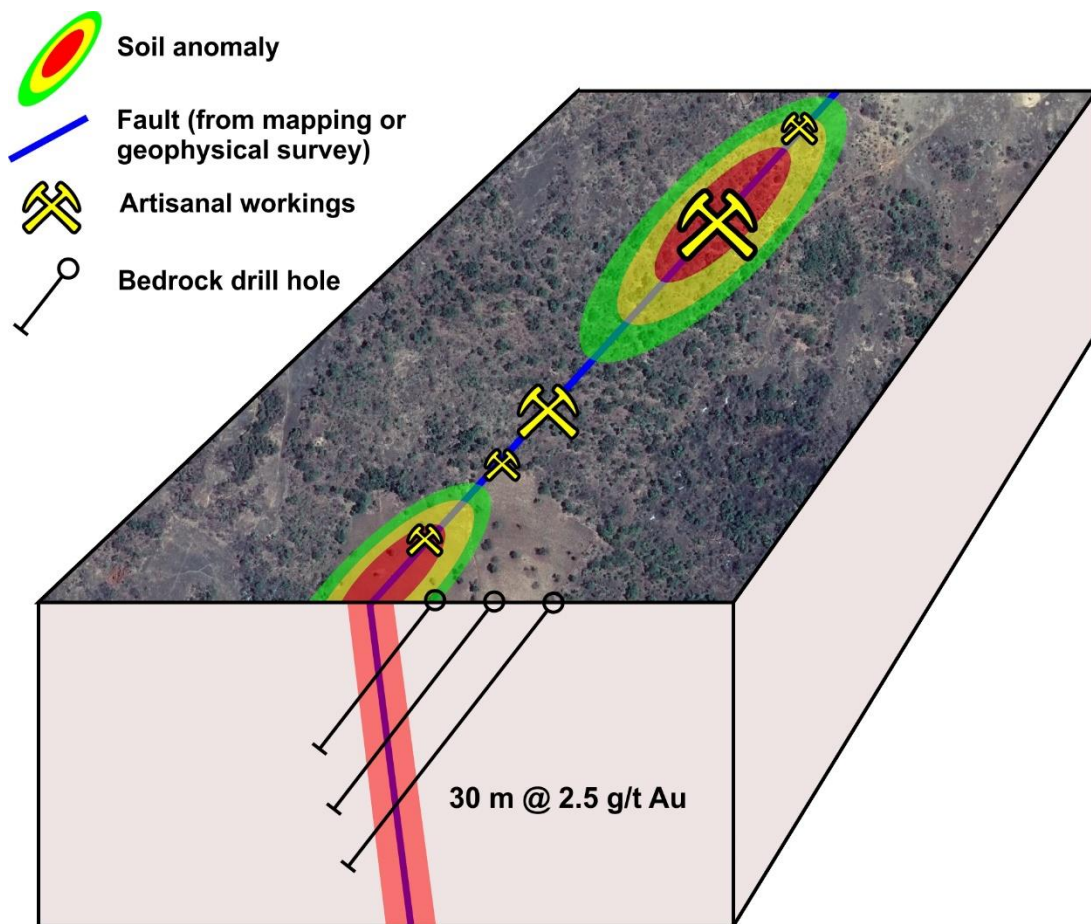 Soil anomaly
Fault (from mapping or
geophysical survey)
Artisanal workings
Bedrock drill hole
30 m @ 2.5 g/t Au